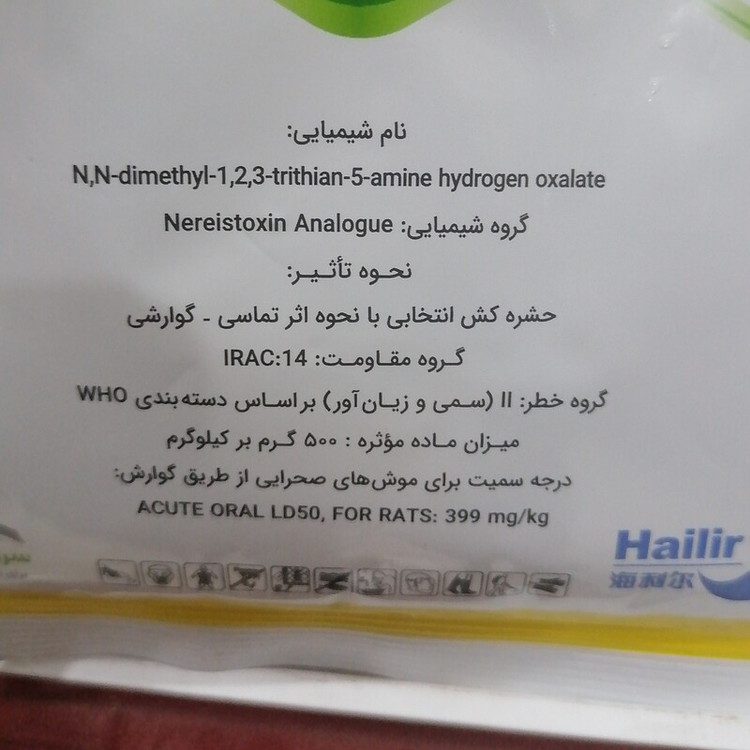 نام شیمیایی:
N,N-dimethyl-1,2,3-trithian-5-amine hydrogen oxalate
گروه شیمیایی: Nereistoxin Analogue
نحوه تأثیر:
حشره کش انتخابی با نحوه اثر تماسی - گوارشی
گروه مقاومت: IRAC:14
گروه خطر: II (سمی و زیان‌آور) بر اساس دسته‌بندی WHO
میزان ماده مؤثره : ۵۰۰ گرم بر کیلوگرم
درجه سمیت برای موش‌های صحرایی از طریق گوارش:
ACUTE ORAL LD50, FOR RATS: 399 mg/kg
Hailir
海利尔